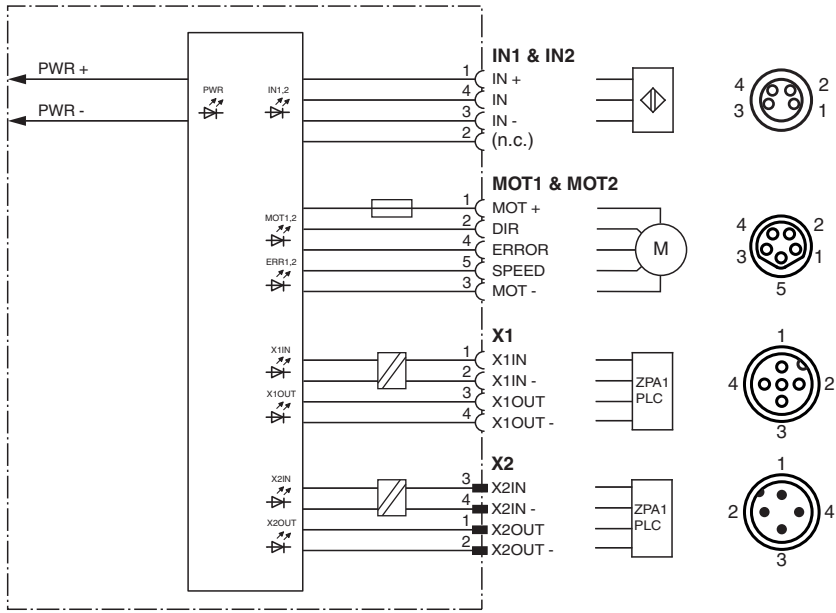 PWR +
PWR -
PWR
IN1,2
IN1 & IN2
1 IN +
4 IN
3 IN -
2 (n.c.)
4 2
3 1
MOT1 & MOT2
MOT1,2
ERR1,2
1 MOT +
2 DIR
4 ERROR
5 SPEED
3 MOT -
M
4 2
3 1
5
X1
X1IN
X1OUT
1 X1IN
2 X1IN -
3 X1OUT
4 X1OUT -
ZPA1
PLC
1
4 2
3
X2
X2IN
X2OUT
3 X2IN
4 X2IN -
1 X2OUT
2 X2OUT -
ZPA1
PLC
1
2 4
3